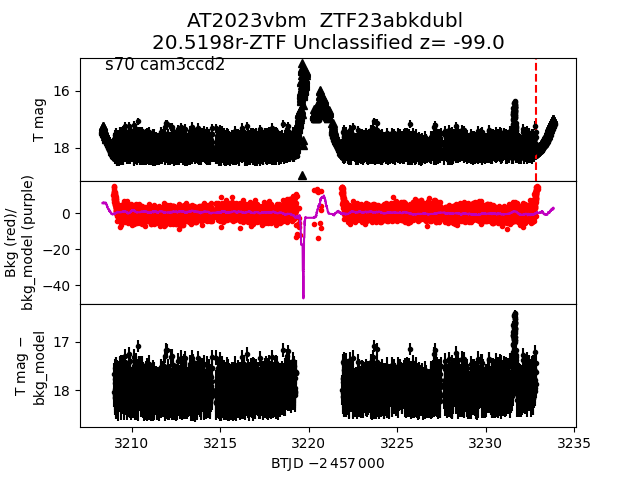 AT2023vbm ZTF23abkdubl
20.5198r-ZTF Unclassified z= -99.0
s70 cam3ccd2
T mag
16
18
Bkg (red)/
bkg_model (purple)
0
−20
−40
T mag −
bkg_model
17
18
3210 3215 3220 3225 3230 3235
BTJD −2 457 000